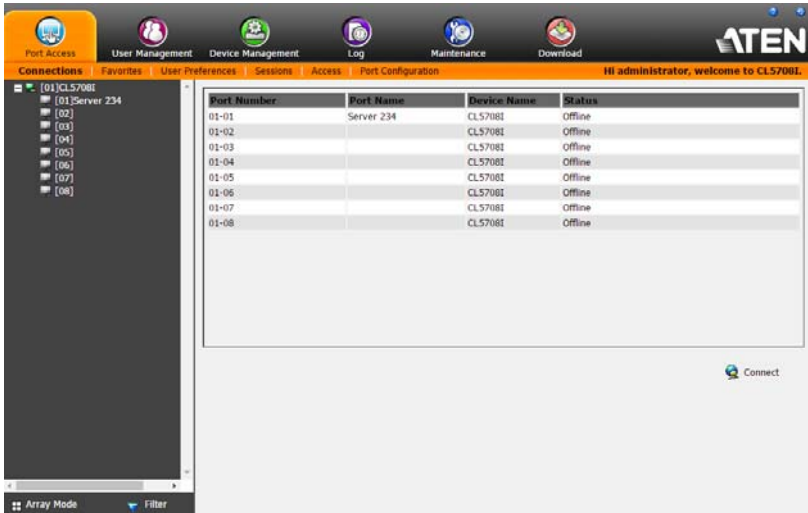 Port Access User Management Device Management Log Maintenance Download
ATEN
Connections Favorites User Preferences Sessions Access Port Configuration Hi administrator, welcome to CL5708I.
[01]CL5708I
[01]Server 234
[02]
[03]
[04]
[05]
[06]
[07]
[08]
Port Number Port Name Device Name Status
01-01 Server 234 CL5708I Offline
01-02 CL5708I Offline
01-03 CL5708I Offline
01-04 CL5708I Offline
01-05 CL5708I Offline
01-06 CL5708I Offline
01-07 CL5708I Offline
01-08 CL5708I Offline
Connect
Array Mode Filter